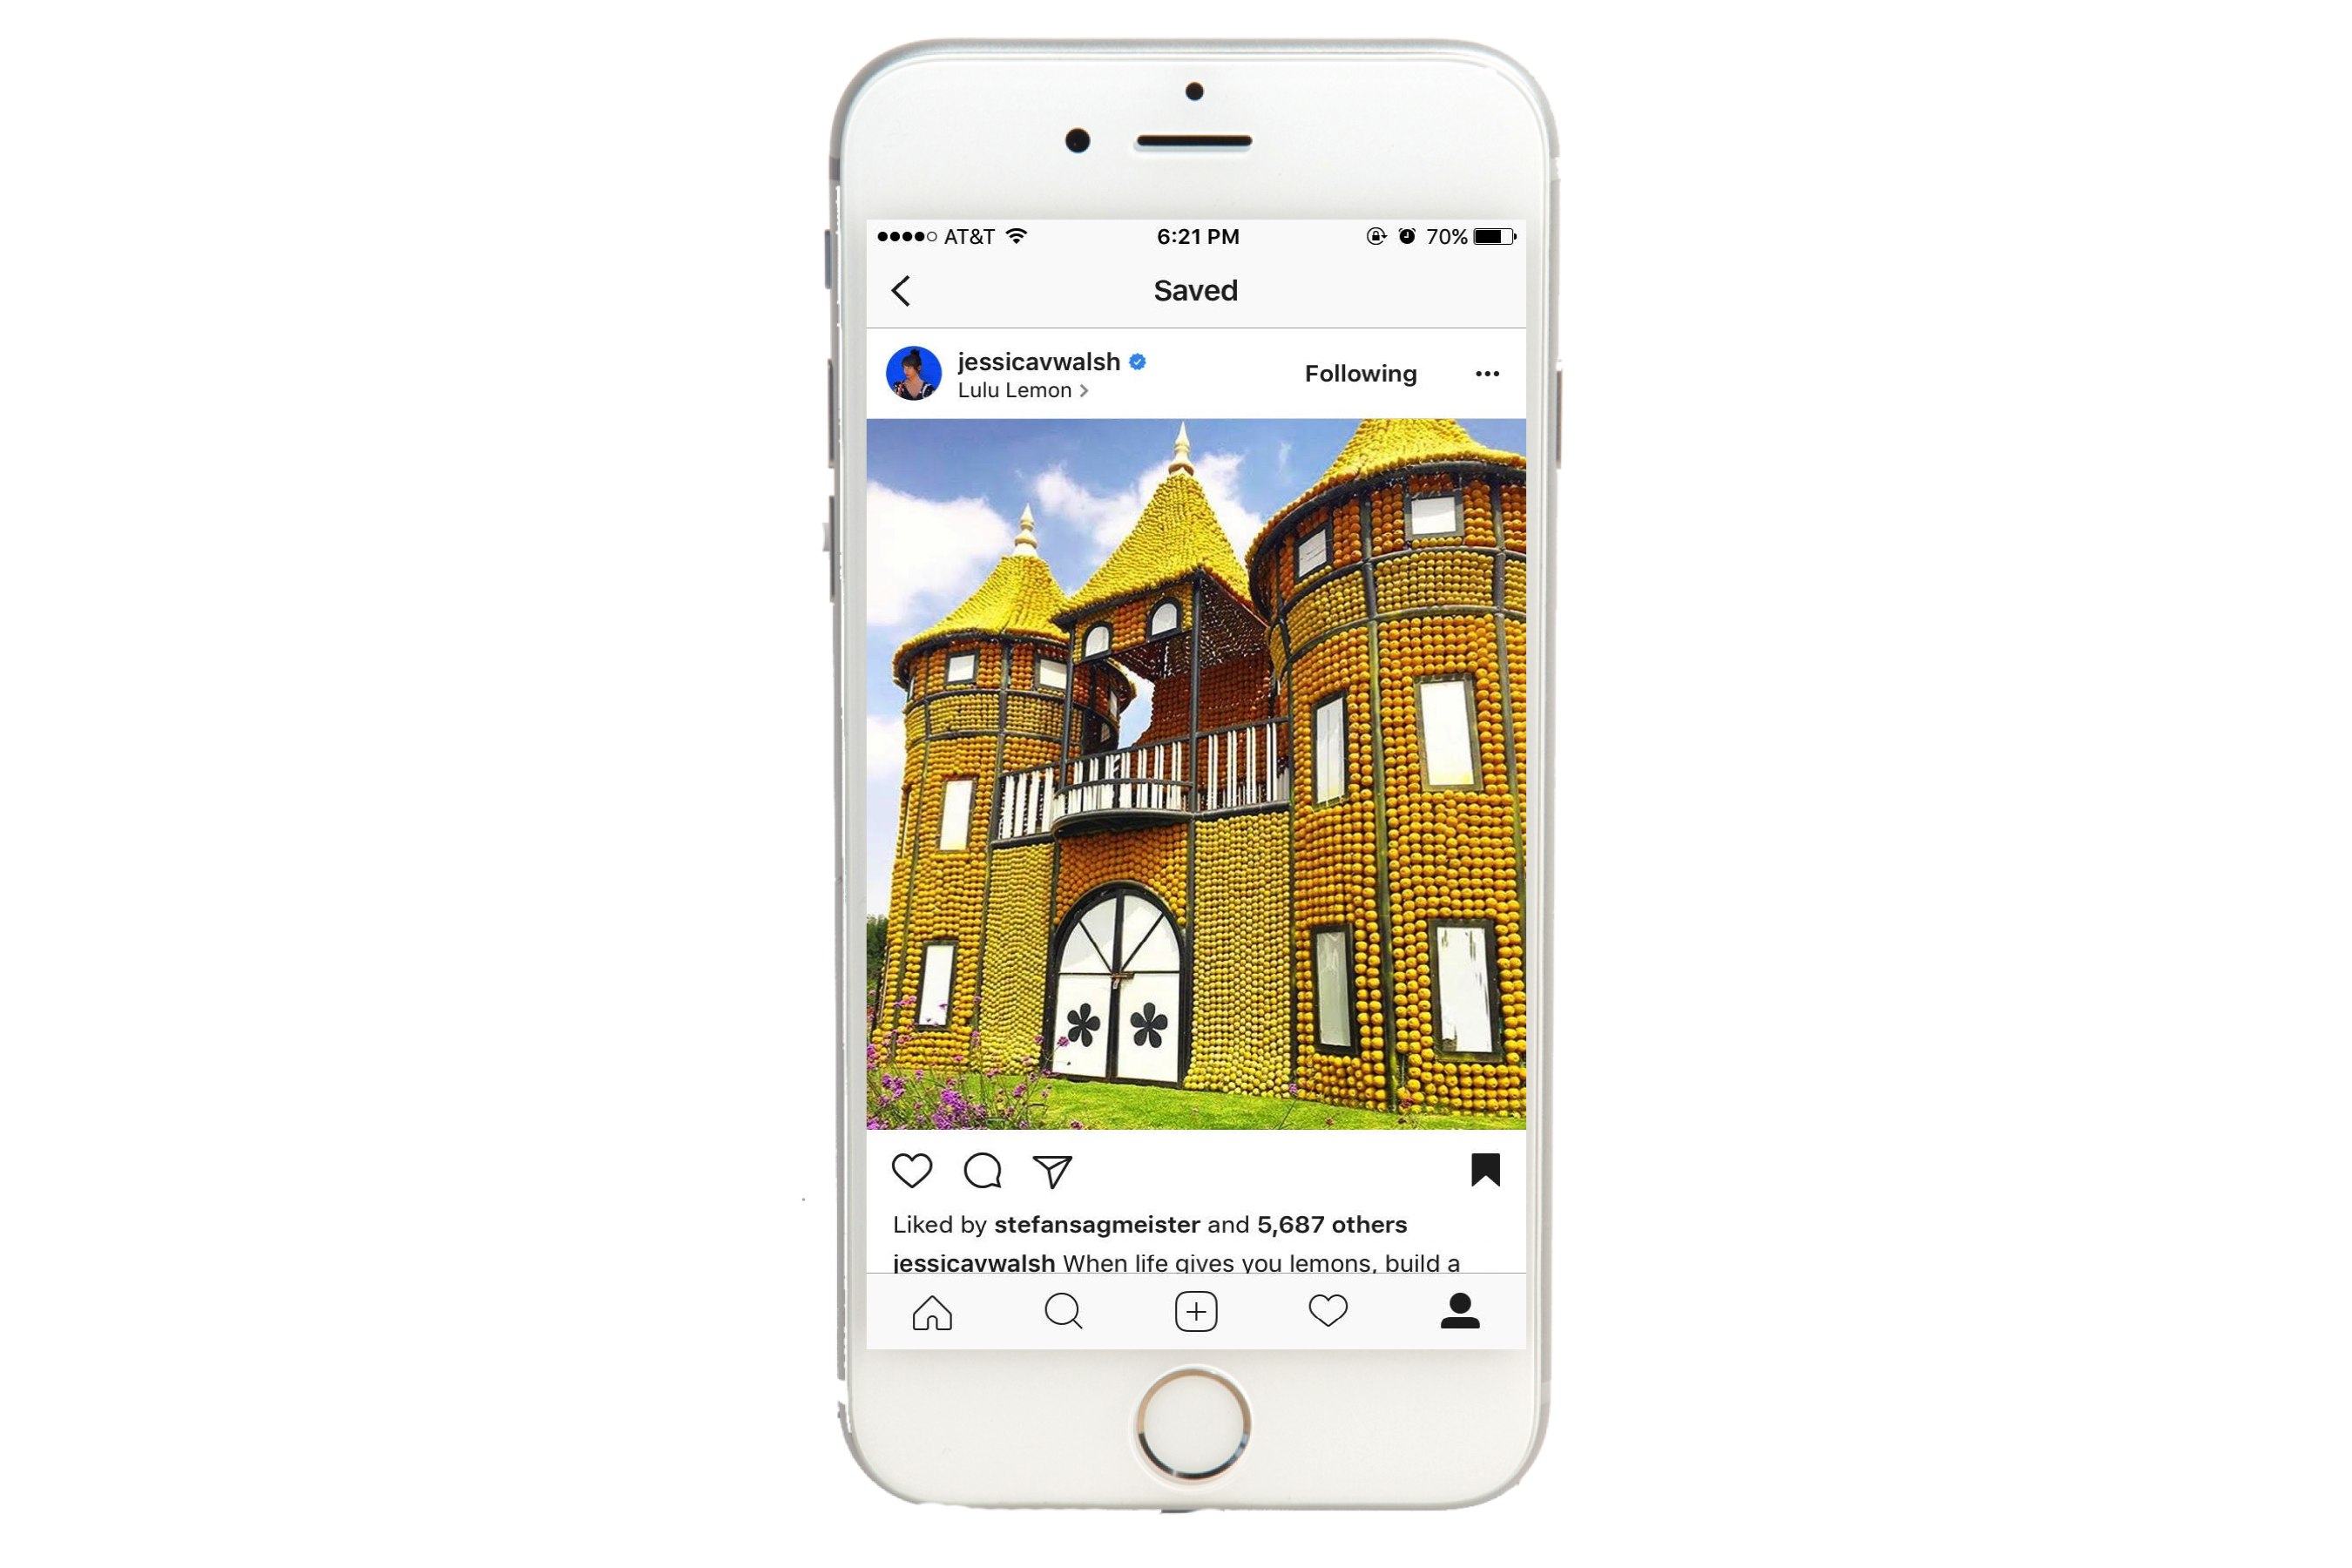 AT&T 6:21 PM 70%
Saved
jessicavwalsh
Lulu Lemon >
Following
Liked by stefansagmeister and 5,687 others
jessicavwalsh When life gives you lemons, build a